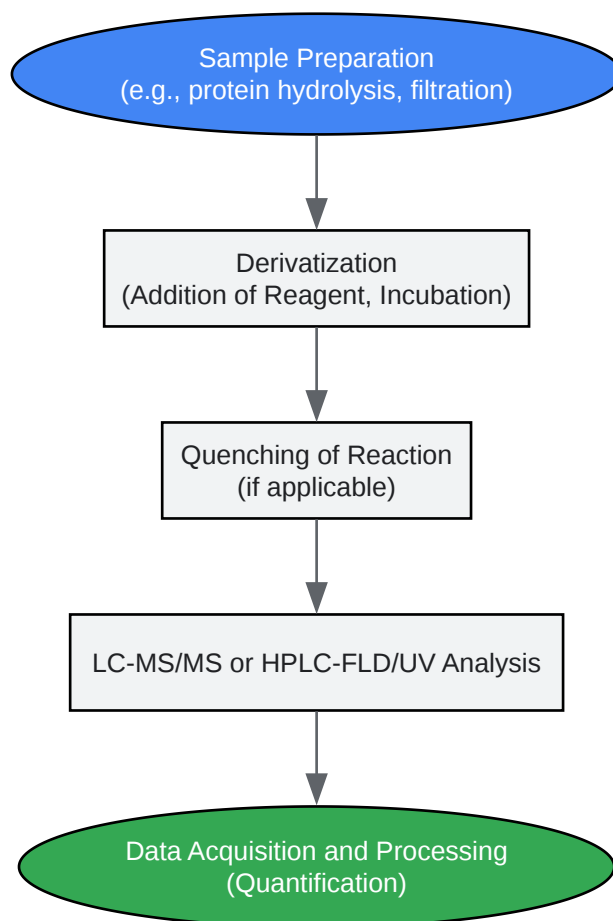 Sample Preparation
(e.g., protein hydrolysis, filtration)
Derivatization
(Addition of Reagent, Incubation)
Quenching of Reaction
(if applicable)
LC-MS/MS or HPLC-FLD/UV Analysis
Data Acquisition and Processing
(Quantification)